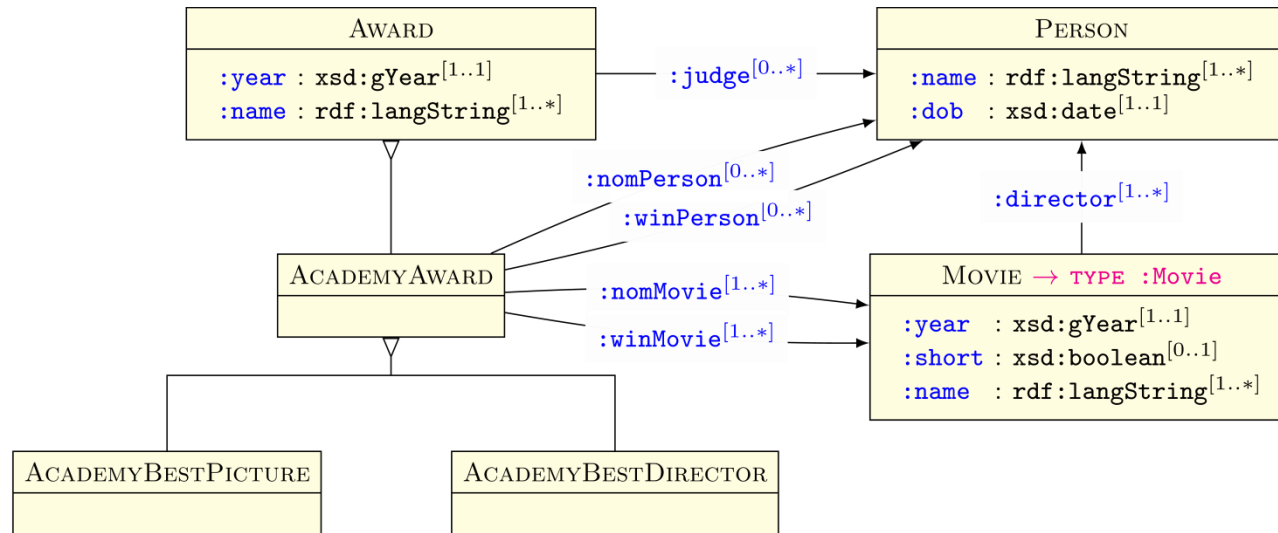 AWARD
:year : xsd:gYear[1..1]
:name : rdf:langString[1..*]
:judge[0..*]
PERSON
:name : rdf:langString[1..*]
:dob : xsd:date[1..1]
:nomPerson[0..*]
:winPerson[0..*]
:director[1..*]
ACADEMYAWARD
:nomMovie[1..*]
:winMovie[1..*]
MOVIE → TYPE :Movie
:year : xsd:gYear[1..1]
:short : xsd:boolean[0..1]
:name : rdf:langString[1..*]
ACADEMYBESTPICTURE
ACADEMYBESTDIRECTOR